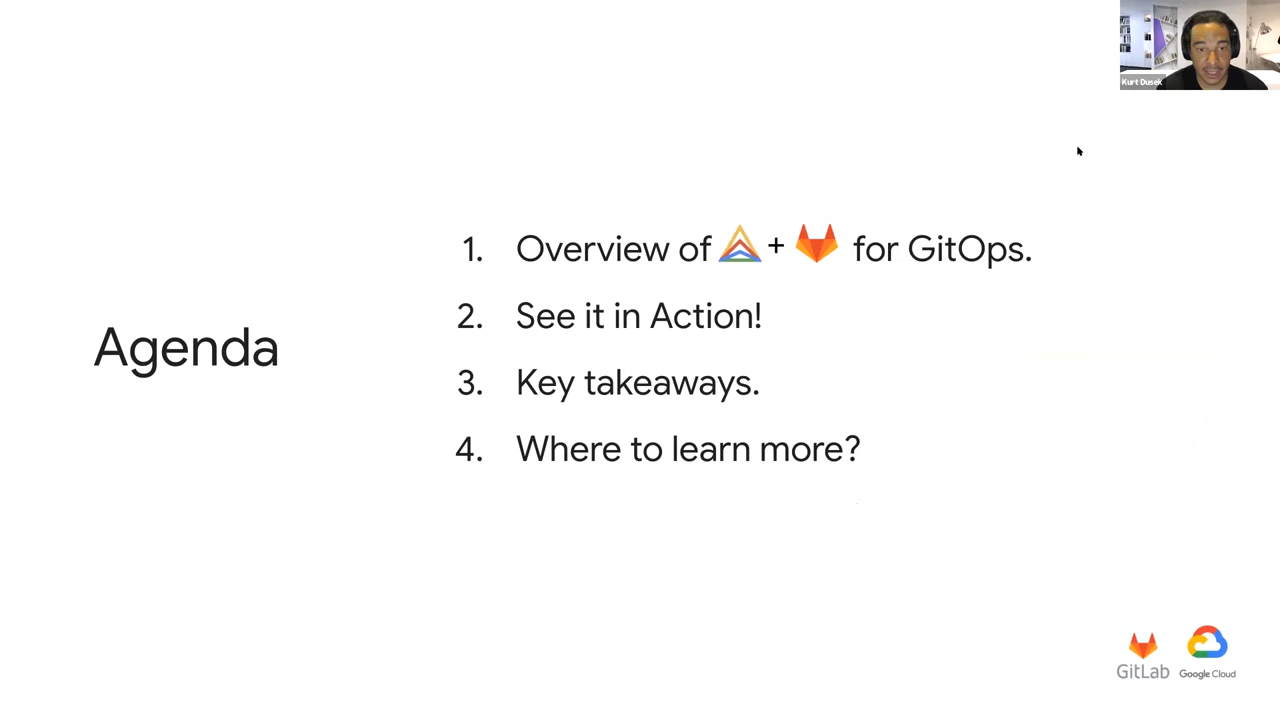 Kurt Dusek
Agenda
1. Overview of + for GitOps.
2. See it in Action!
3. Key takeaways.
4. Where to learn more?
GitLab
Google Cloud